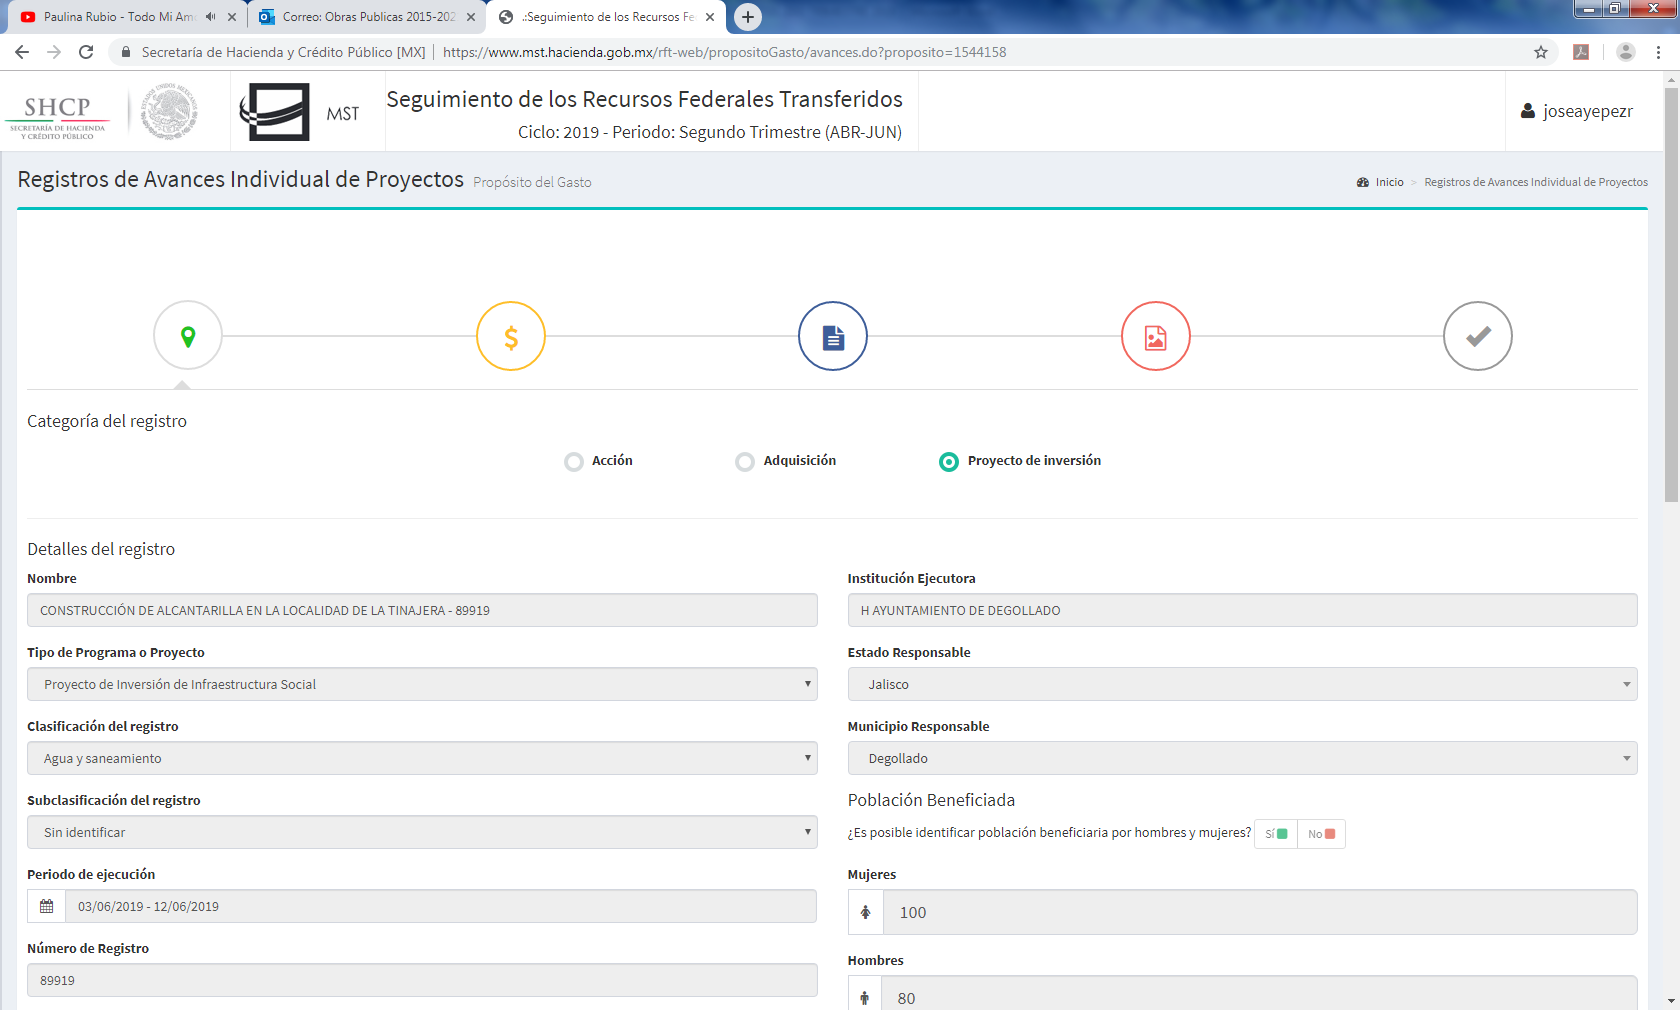 Paulina Rubio - Todo Mi Am
Correo: Obras Publicas 2015-202
.:Seguimiento de los Recursos Fe
Secretaría de Hacienda y Crédito Público [MX] | https://www.mst.hacienda.gob.mx/rft-web/propositoGasto/avances.do?proposito=1544158
SHCP
SECRETARÍA DE HACIENDA
Y CRÉDITO PÚBLICO
ESTADOS UNIDOS MEXICANOS
MST
Seguimiento de los Recursos Federales Transferidos
Ciclo: 2019 - Periodo: Segundo Trimestre (ABR-JUN)
joseayepezr
Registros de Avances Individual de Proyectos Propósito del Gasto
Inicio > Registros de Avances Individual de Proyectos
Categoría del registro
Acción
Adquisición
Proyecto de inversión
Detalles del registro
Nombre
CONSTRUCCIÓN DE ALCANTARILLA EN LA LOCALIDAD DE LA TINAJERA - 89919
Tipo de Programa o Proyecto
Proyecto de Inversión de Infraestructura Social
Clasificación del registro
Agua y saneamiento
Subclasificación del registro
Sin identificar
Periodo de ejecución
03/06/2019 - 12/06/2019
Número de Registro
89919
Institución Ejecutora
H AYUNTAMIENTO DE DEGOLLADO
Estado Responsable
Jalisco
Municipio Responsable
Degollado
Población Beneficiada
¿Es posible identificar población beneficiaria por hombres y mujeres? Sí No
Mujeres
100
Hombres
80